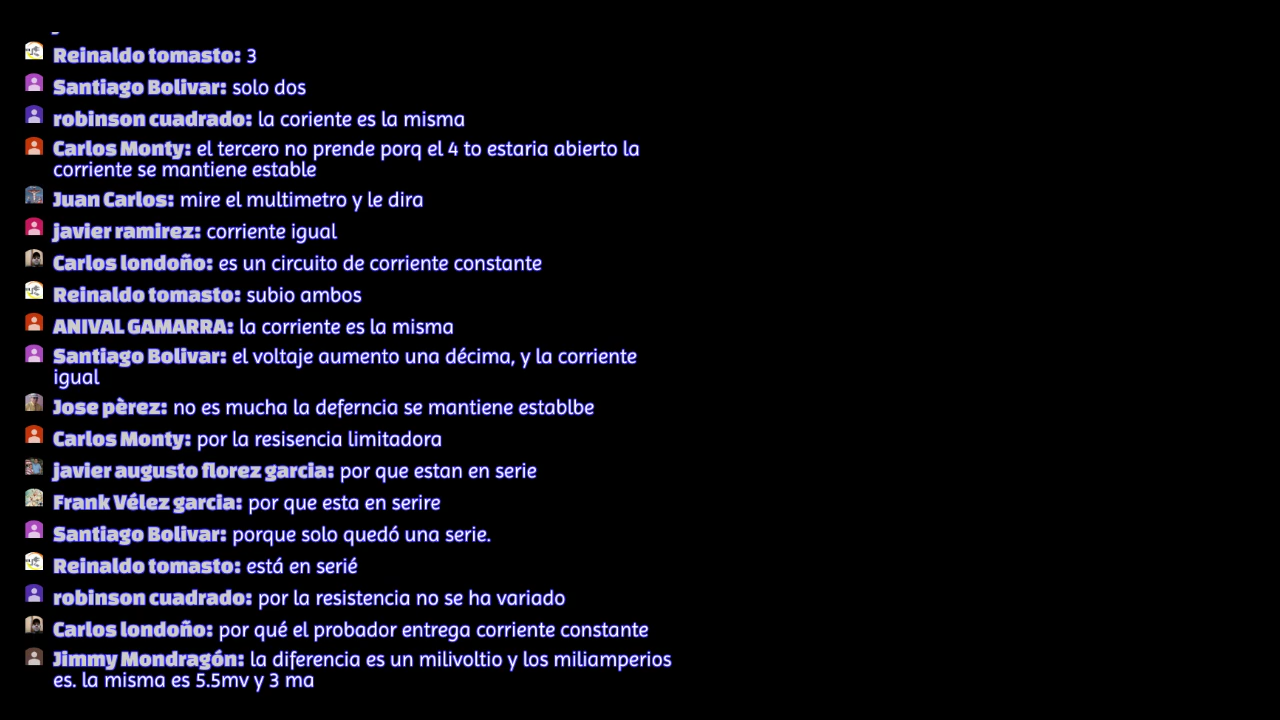 Reinaldo tomasto: 3
Santiago Bolivar: solo dos
robinson cuadrado: la coriente es la misma
Carlos Monty: el tercero no prende porq el 4 to estaria abierto la
corriente se mantiene estable
Juan Carlos: mire el multimetro y le dira
javier ramirez: corriente igual
Carlos londoño: es un circuito de corriente constante
Reinaldo tomasto: subio ambos
ANIVAL GAMARRA: la corriente es la misma
Santiago Bolivar: el voltaje aumento una décima, y la corriente
igual
Jose pèrez: no es mucha la deferncia se mantiene establbe
Carlos Monty: por la resisencia limitadora
javier augusto florez garcia: por que estan en serie
Frank Vélez garcia: por que esta en serire
Santiago Bolivar: porque solo quedó una serie.
Reinaldo tomasto: está en serié
robinson cuadrado: por la resistencia no se ha variado
Carlos londoño: por qué el probador entrega corriente constante
Jimmy Mondragón: la diferencia es un milivoltio y los miliamperios
es. la misma es 5.5mv y 3 ma